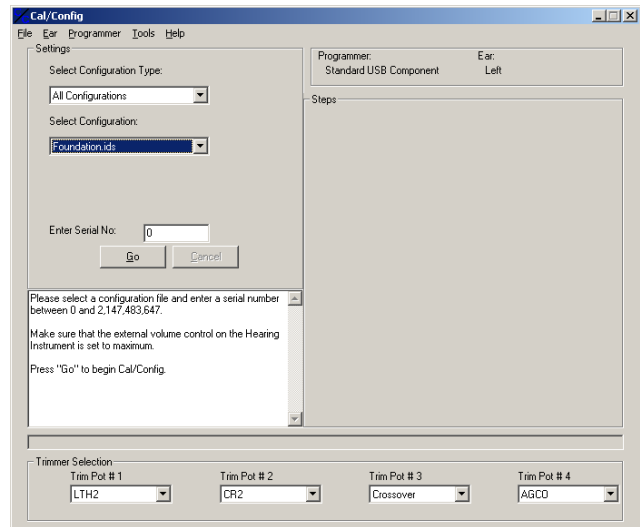 Cal/Config
File Ear Programmer Tools Help
Settings
Select Configuration Type:
All Configurations
Select Configuration:
Foundation.ids
Enter Serial No: 0
Go Cancel
Please select a configuration file and enter a serial number
between 0 and 2,147,483,647.
Make sure that the external volume control on the Hearing
Instrument is set to maximum.
Press "Go" to begin Cal/Config.
Programmer: Ear:
Standard USB Component Left
Steps
Trimmer Selection
Trim Pot # 1 Trim Pot # 2 Trim Pot # 3 Trim Pot # 4
LTH2 CR2 Crossover AGCO